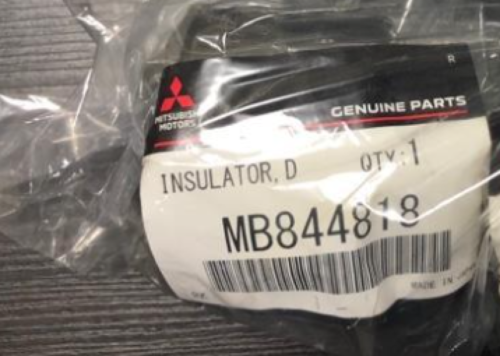 R
MITSUBISHI
MOTORS
GENUINE PARTS
INSULATOR, D QTY:1
MB844818
MADE IN JAPAN